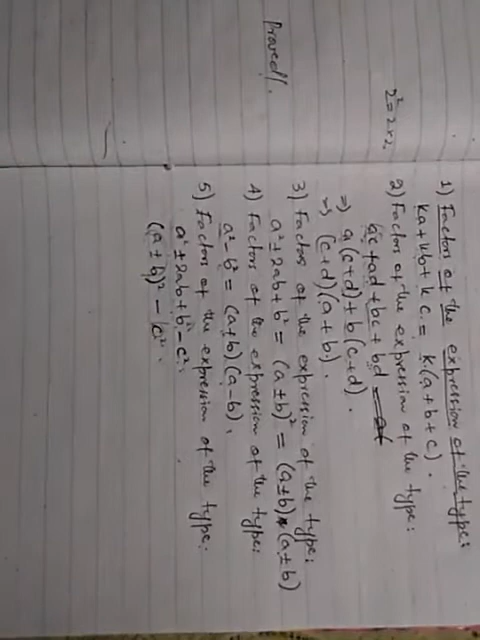 2² = 2×2.
Proved//.
1) Factors of the expression of the type:
ka+kb+kc = k(a+b+c).
2) Factors of the expression of the type:
ac+ad+bc+bd
⇒ a(c+d)+b(c+d).
⇒ (c+d)(a+b).
3) Factors of the expression of the type:
a²±2ab+b² = (a±b)² = (a±b)(a±b)
4) Factors of the expression of the type:
a²-b² = (a+b)(a-b).
5) Factors of the expression of the type.
a²±2ab+b²-c².
(a±b)² - c².